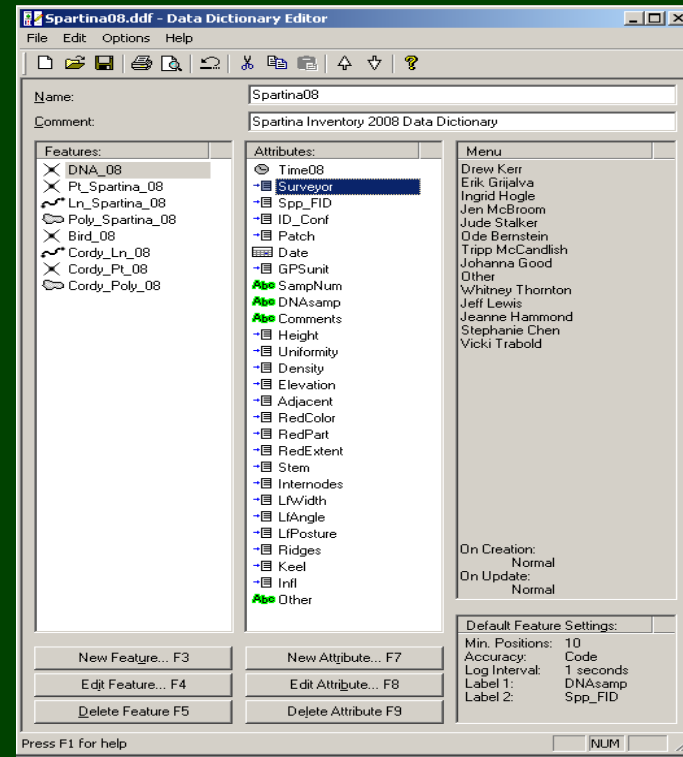 Spartina08.ddf - Data Dictionary Editor
File Edit Options Help
Name: Spartina08
Comment: Spartina Inventory 2008 Data Dictionary
Features:
DNA_08
Pt_Spartina_08
Ln_Spartina_08
Poly_Spartina_08
Bird_08
Cordy_Ln_08
Cordy_Pt_08
Cordy_Poly_08
New Feature... F3
Edit Feature... F4
Delete Feature F5
Attributes:
Time08
Surveyor
Spp_FID
ID_Conf
Patch
Date
GPSunit
Abc SampNum
Abc DNAsamp
Abc Comments
Height
Uniformity
Density
Elevation
Adjacent
RedColor
RedPart
RedExtent
Stem
Internodes
LfWidth
LfAngle
LfPosture
Ridges
Keel
Infl
Abc Other
New Attribute... F7
Edit Attribute... F8
Delete Attribute F9
Menu
Drew Kerr
Erik Grijalva
Ingrid Hogle
Jen McBroom
Jude Stalker
Ode Bernstein
Tripp McCandlish
Johanna Good
Other
Whitney Thornton
Jeff Lewis
Jeanne Hammond
Stephanie Chen
Vicki Trabold
On Creation:
Normal
On Update:
Normal
Default Feature Settings:
Min. Positions: 10
Accuracy: Code
Log Interval: 1 seconds
Label 1: DNAsamp
Label 2: Spp_FID
Press F1 for help
NUM